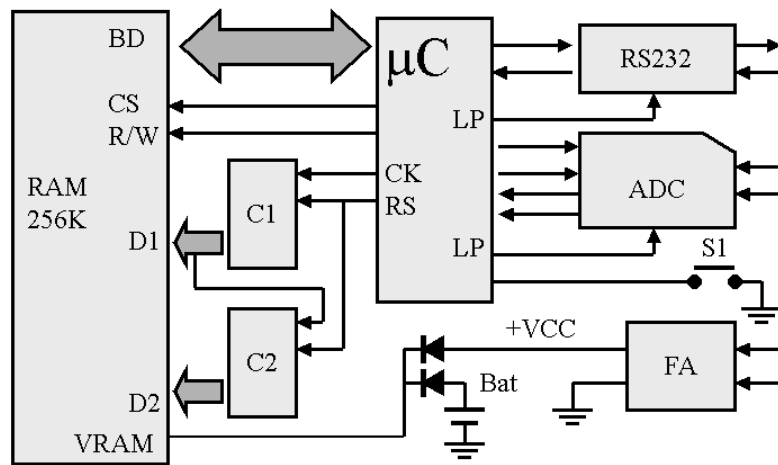 BD
CS
R/W
RAM
256K
D1
D2
VRAM
C1
C2
μC
LP
CK
RS
LP
RS232
ADC
S1
+VCC
Bat
FA